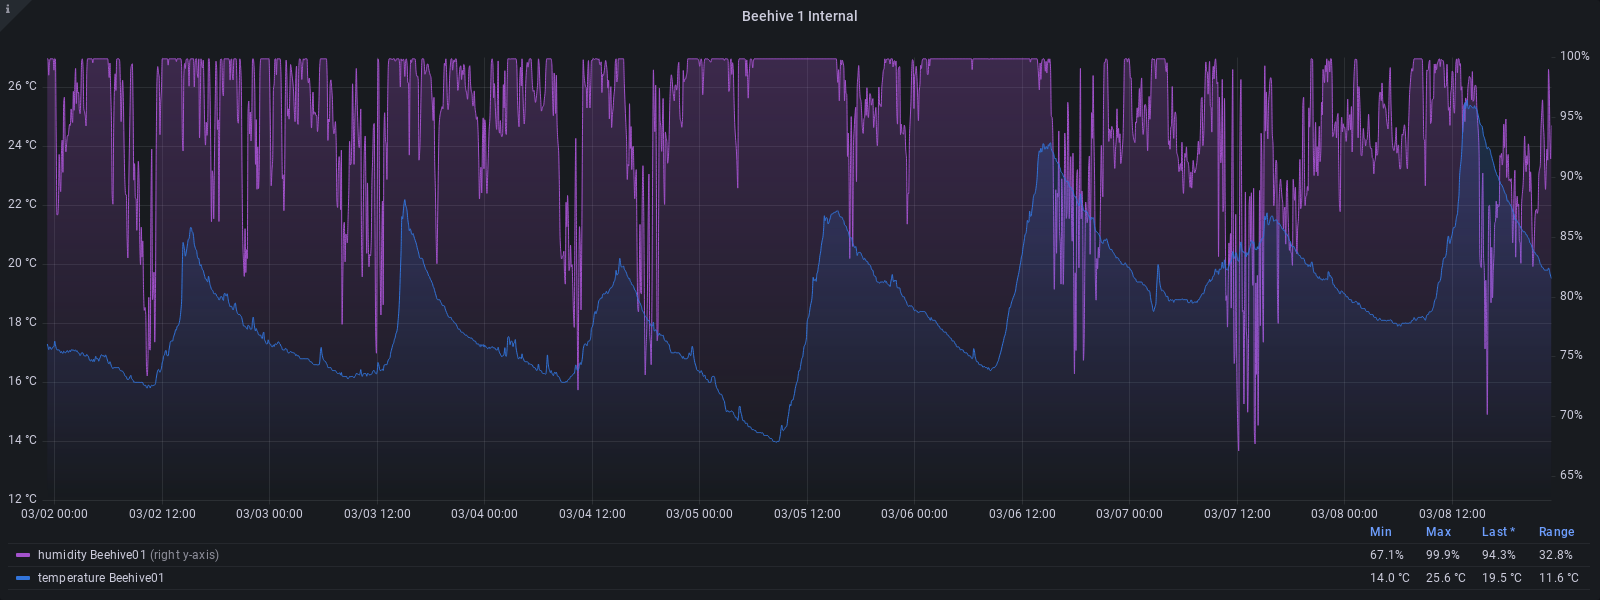 i
Beehive 1 Internal
26 °C
24 °C
22 °C
20 °C
18 °C
16 °C
14 °C
12 °C
100%
95%
90%
85%
80%
75%
70%
65%
03/02 00:00 03/02 12:00 03/03 00:00 03/03 12:00 03/04 00:00 03/04 12:00 03/05 00:00 03/05 12:00 03/06 00:00 03/06 12:00 03/07 00:00 03/07 12:00 03/08 00:00 03/08 12:00
Min Max Last * Range
humidity Beehive01 (right y-axis) 67.1% 99.9% 94.3% 32.8%
temperature Beehive01 14.0 °C 25.6 °C 19.5 °C 11.6 °C